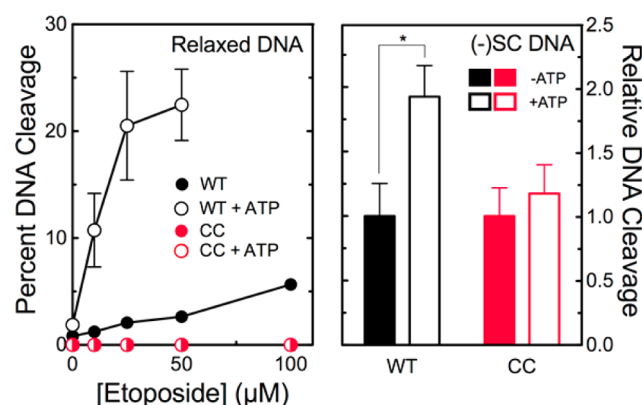 Relaxed DNA
Percent DNA Cleavage
30
20
10
0
WT
WT + ATP
CC
CC + ATP
0
50
100
[Etoposide] (µM)
*
(-)SC DNA
-ATP
+ATP
2.5
2.0
1.5
1.0
0.5
0.0
Relative DNA Cleavage
WT
CC